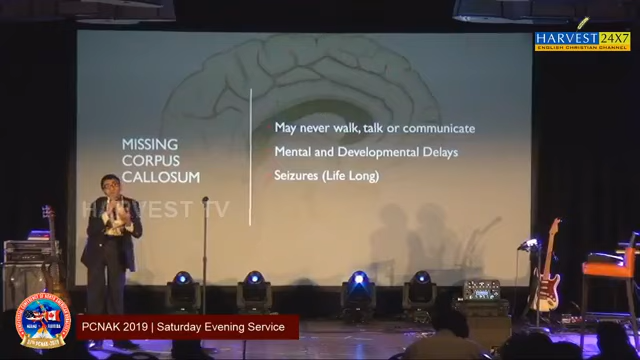 HARVEST 24X7
ENGLISH CHRISTIAN CHANNEL
MISSING
CORPUS
CALLOSUM
May never walk, talk or communicate
Mental and Developmental Delays
Seizures (Life Long)
HARVEST TV
PCNAK 2019 | Saturday Evening Service